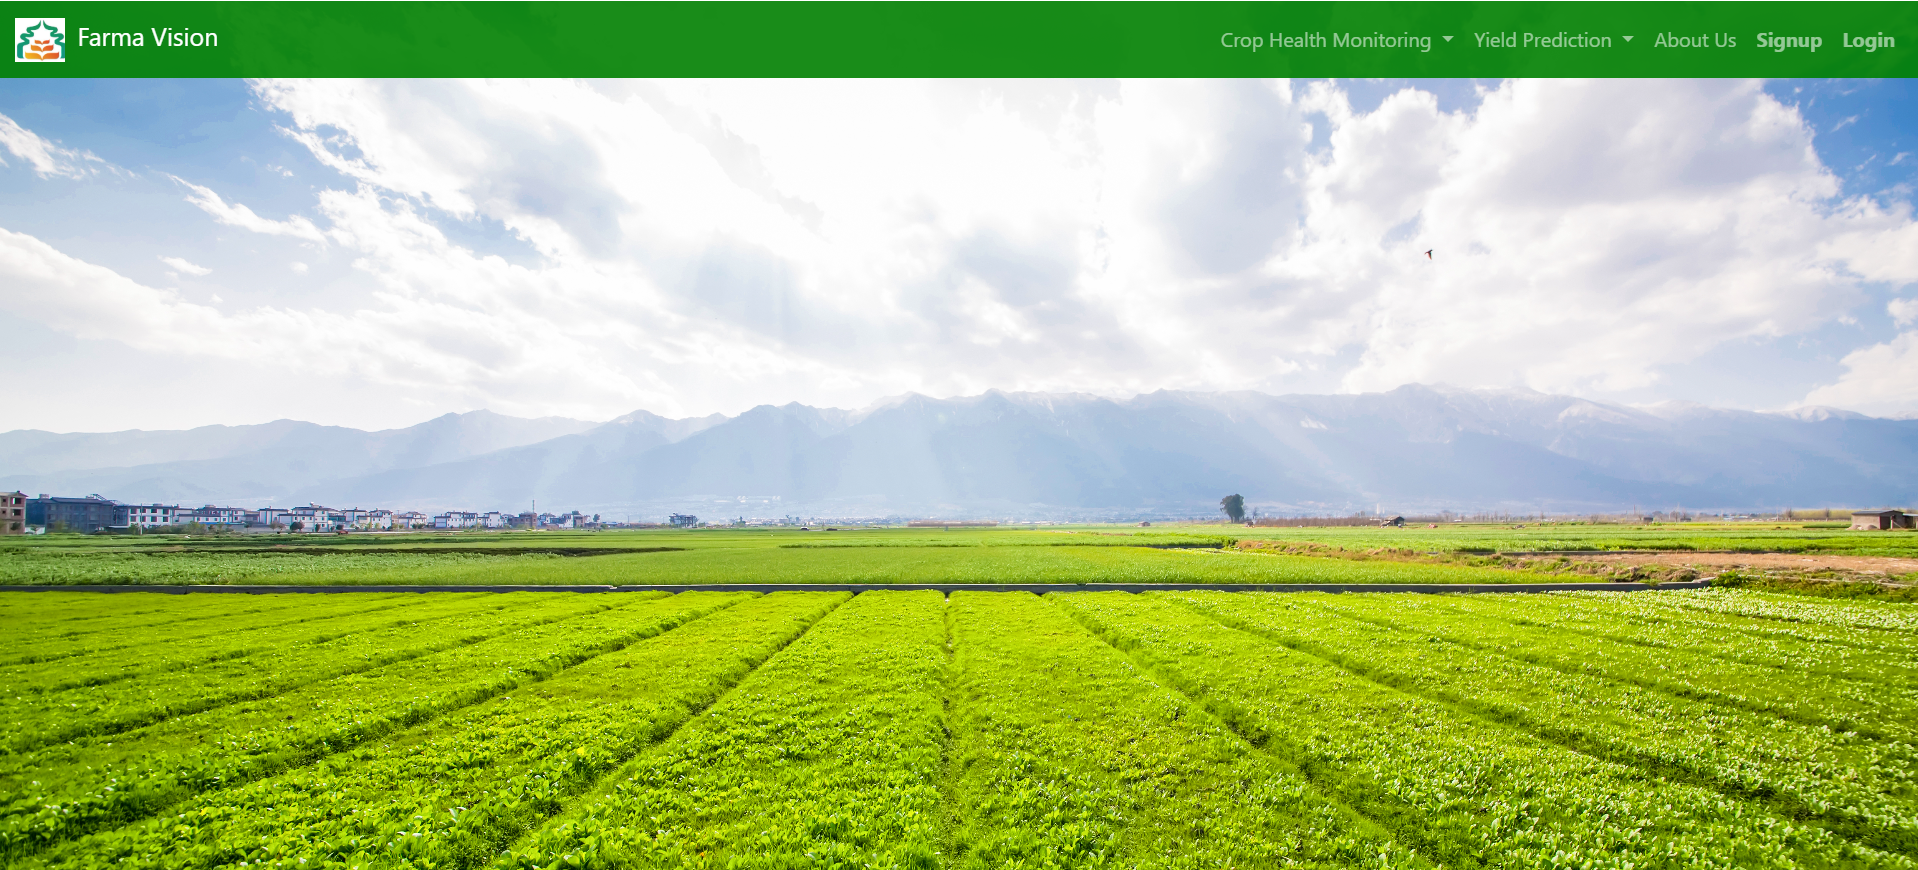 Farma Vision
Crop Health Monitoring
Yield Prediction
About Us
Signup
Login